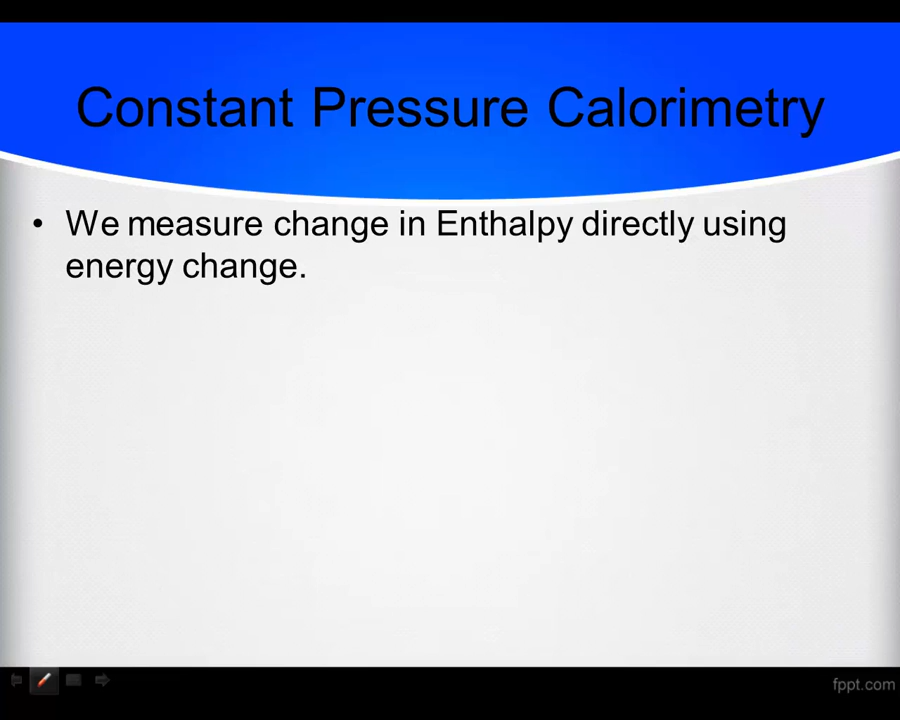 Constant Pressure Calorimetry
• We measure change in Enthalpy directly using
energy change.
fppt.com